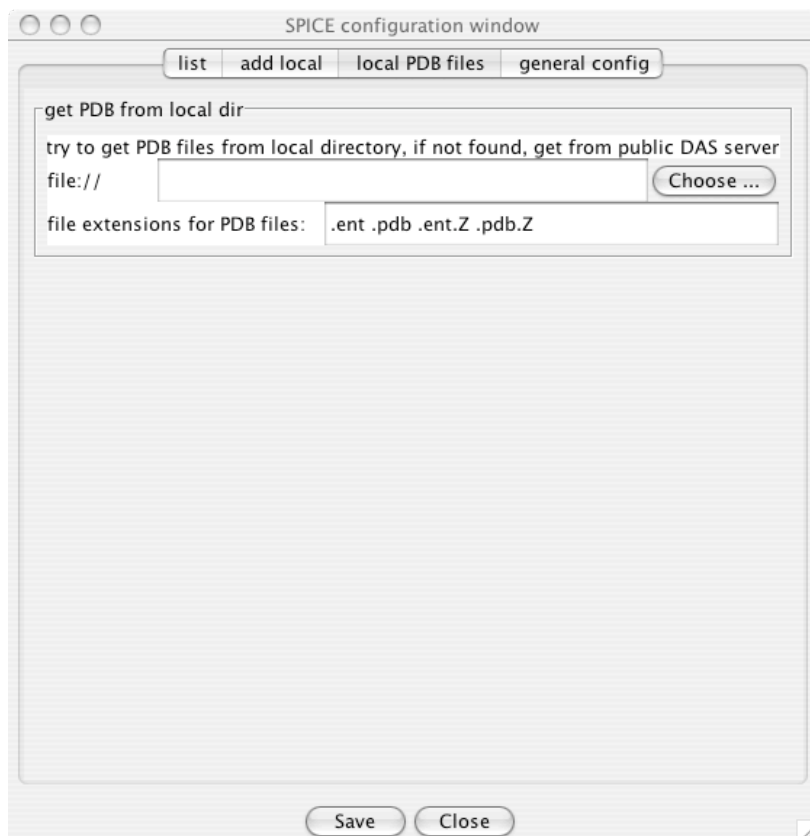 SPICE configuration window
list add local local PDB files general config
get PDB from local dir
try to get PDB files from local directory, if not found, get from public DAS server
file:// Choose ...
file extensions for PDB files: .ent .pdb .ent.Z .pdb.Z
Save Close